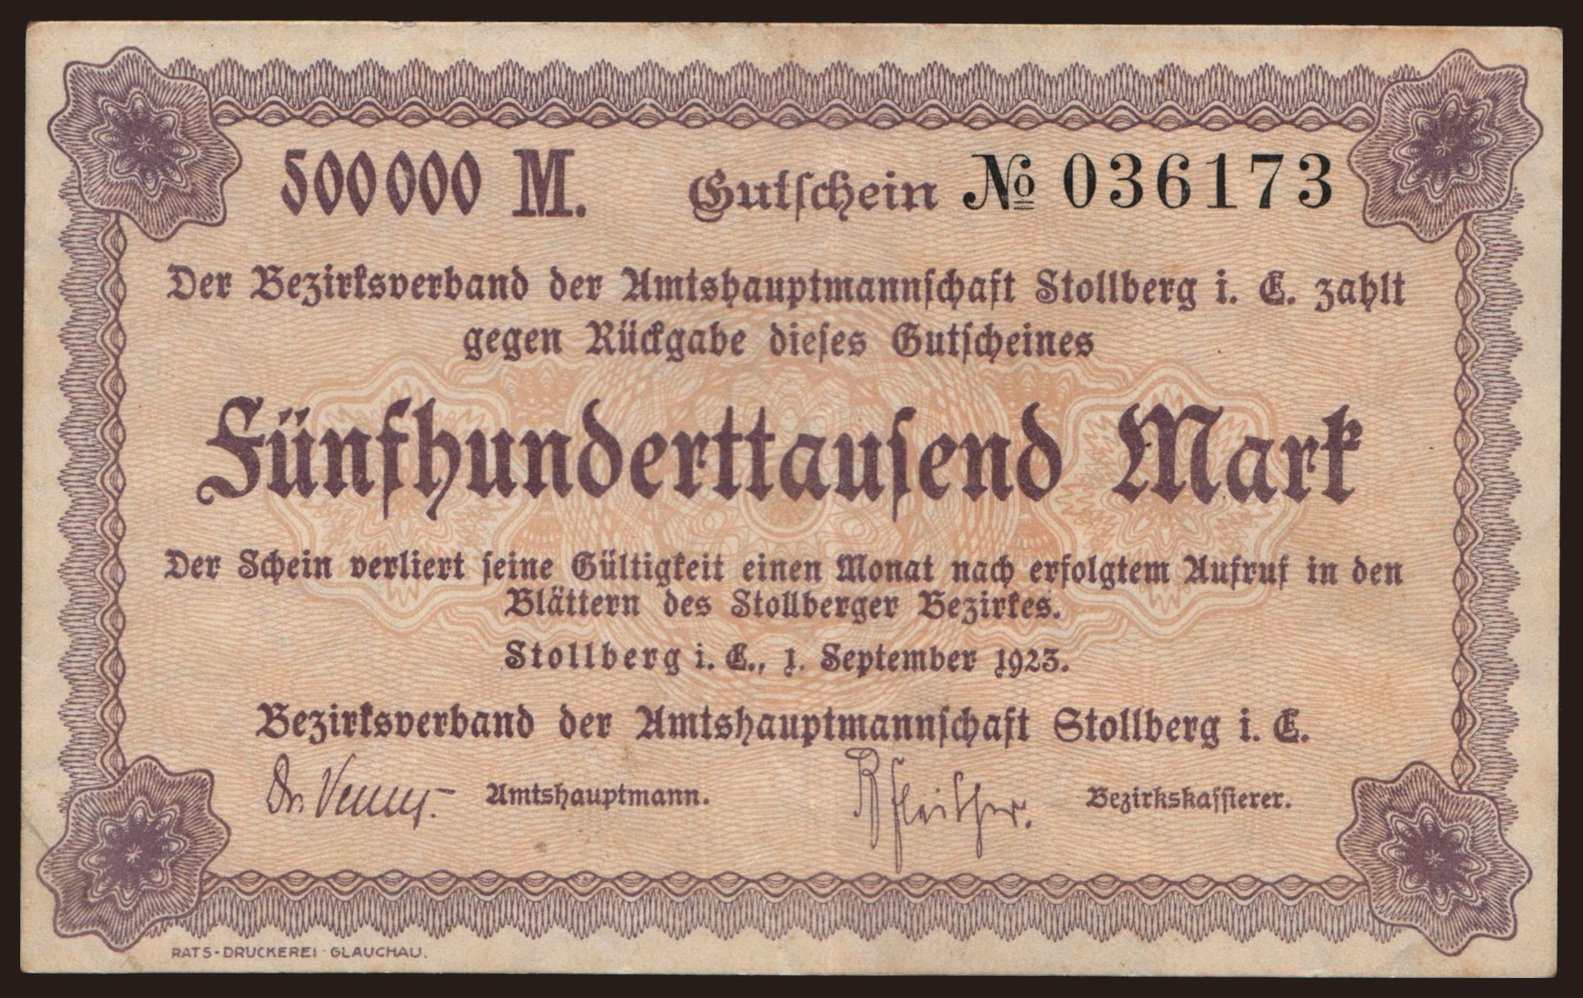 500000 M. Gutschein № 036173
Der Bezirksverband der Amtshauptmannschaft Stollberg i. E. zahlt
gegen Rückgabe dieses Gutscheines
Fünfhunderttausend Mark
Der Schein verliert seine Gültigkeit einen Monat nach erfolgtem Aufruf in den
Blättern des Stollberger Bezirkes.
Stollberg i. E., 1. September 1923.
Bezirksverband der Amtshauptmannschaft Stollberg i. E.
Dr. Amtshauptmann. Bezirkskassierer.
RATS-DRUCKEREI · GLAUCHAU.